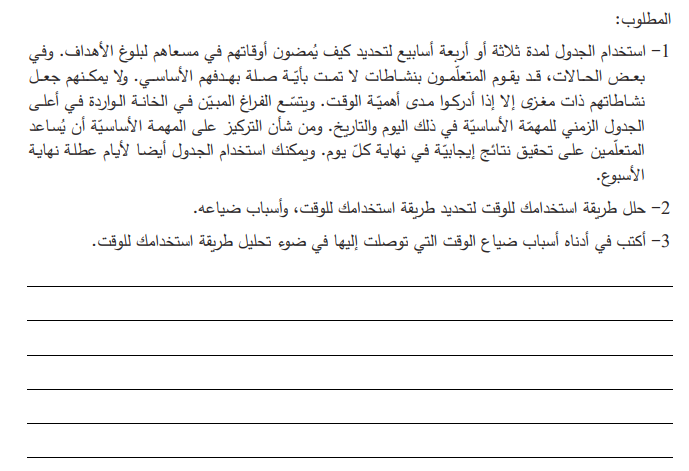 المطلوب:
1- استخدام الجدول لمدة ثلاثة أو أربعة أسابيع لتحديد كيف يُمضون أوقاتهم في مسعاهم لبلوغ الأهداف. وفي
بعض الحالات، قد يقوم المتعلّمون بنشاطات لا تمت بأيّة صلة بهدفهم الأساسي. ولا يمكنهم جعل
نشاطاتهم ذات مغزى إلا إذا أدركوا مدى أهميّة الوقت. ويتسّع الفراغ المبيّن في الخانة الواردة في أعلى
الجدول الزمني للمهمّة الأساسيّة في ذلك اليوم والتاريخ. ومن شأن التركيز على المهمة الأساسيّة أن يُساعد
المتعلّمين على تحقيق نتائج إيجابيّة في نهاية كلّ يوم. ويمكنك استخدام الجدول أيضا لأيام عطلة نهاية
الأسبوع.
2- حلل طريقة استخدامك للوقت لتحديد طريقة استخدامك للوقت، وأسباب ضياعه.
3- أكتب في أدناه أسباب ضياع الوقت التي توصلت إليها في ضوء تحليل طريقة استخدامك للوقت.